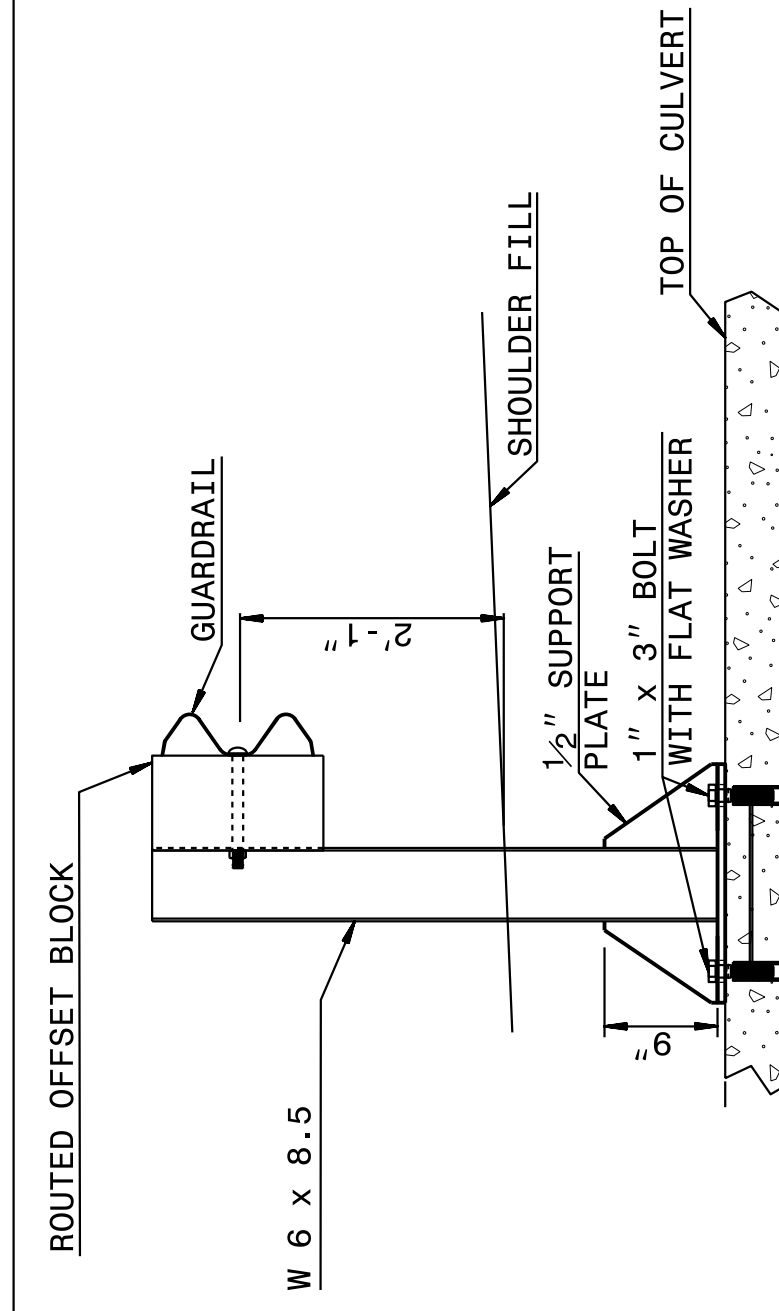 ROUTED OFFSET BLOCK
GUARDRAIL
W 6 x 8.5
2'-1"
SHOULDER FILL
1/2" SUPPORT
PLATE
1" x 3" BOLT
WITH FLAT WASHER
9"
TOP OF CULVERT